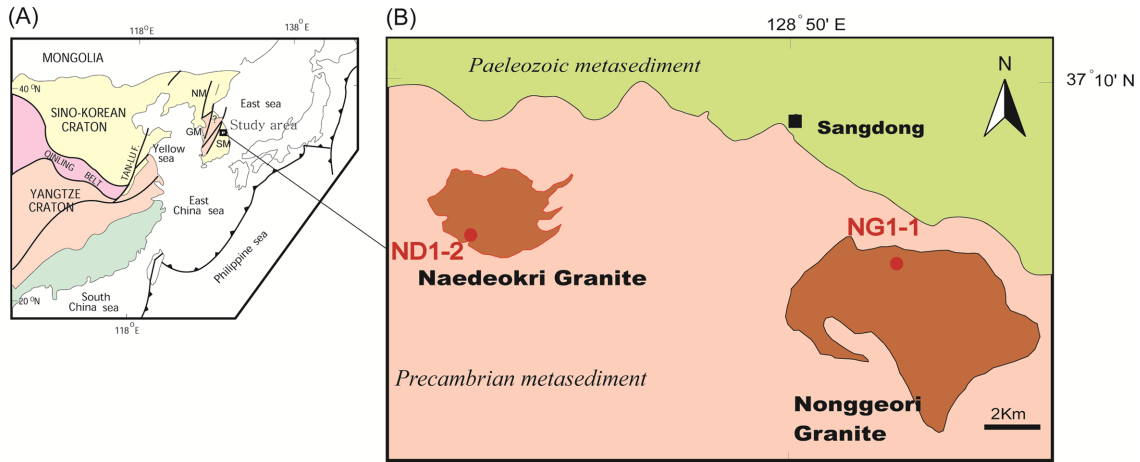 (A)
118°E
138°E
MONGOLIA
40°N
NM
East sea
SINO-KOREAN
CRATON
Study area
GM
SM
TAN-LU F.
Yellow
sea
QINLING BELT
YANGTZE
CRATON
East
China sea
Philippine sea
South
China sea
20°N
118°E
(B)
128°50' E
Paeleozoic metasediment
37°10' N
N
Sangdong
ND1-2
NG1-1
Naedeokri Granite
Precambrian metasediment
Nonggeori
Granite
2Km